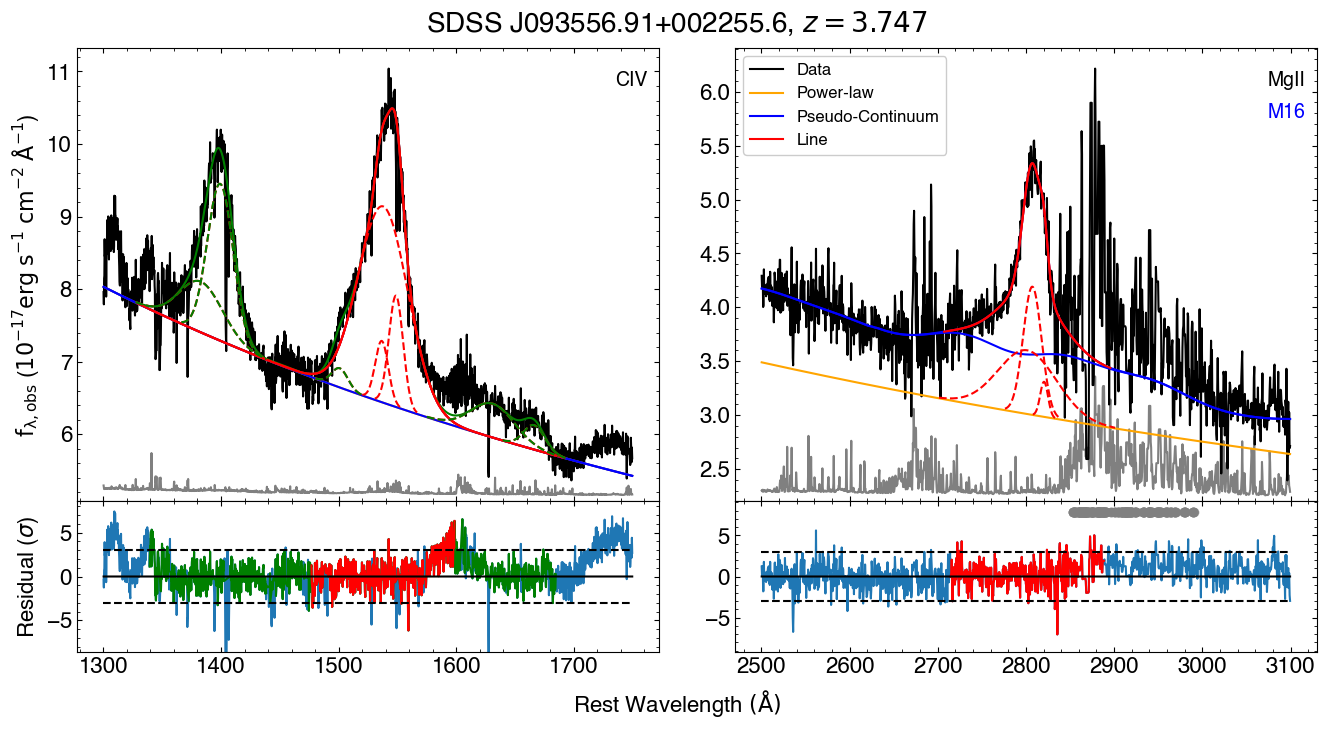 SDSS J093556.91+002255.6, z = 3.747
CIV
11
10
9
8
7
6
f_λ,obs (10⁻¹⁷ erg s⁻¹ cm⁻² Å⁻¹)
Data
Power-law
Pseudo-Continuum
Line
MgII
M16
6.0
5.5
5.0
4.5
4.0
3.5
3.0
2.5
Residual (σ)
5
0
−5
1300 1400 1500 1600 1700
5
0
−5
2500 2600 2700 2800 2900 3000 3100
Rest Wavelength (Å)